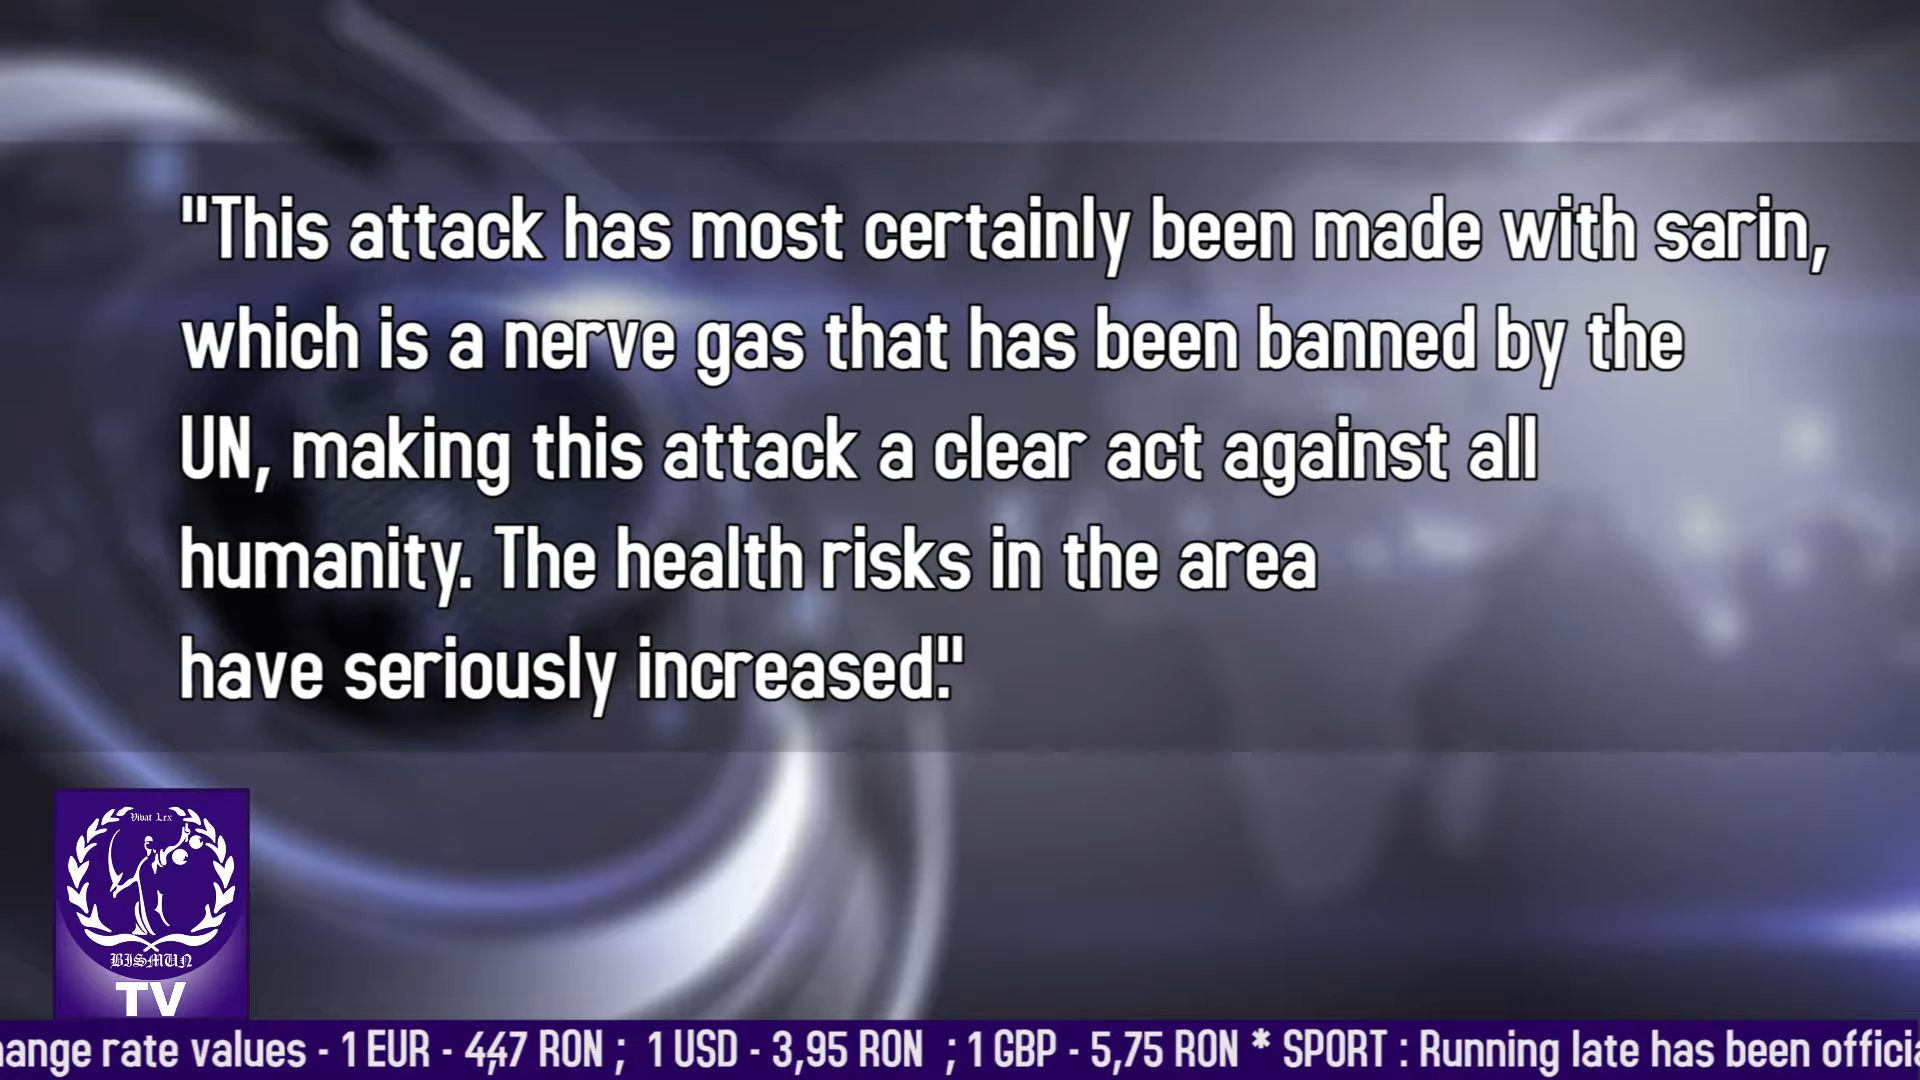 "This attack has most certainly been made with sarin,
which is a nerve gas that has been banned by the
UN, making this attack a clear act against all
humanity. The health risks in the area
have seriously increased."
Vivat Lex
BISMUN
TV
hange rate values - 1 EUR - 4,47 RON ; 1 USD - 3,95 RON ; 1 GBP - 5,75 RON * SPORT : Running late has been officia